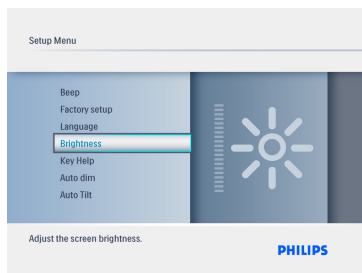 Setup Menu
Beep
Factory setup
Language
Brightness
Key Help
Auto dim
Auto Tilt
Adjust the screen brightness.
PHILIPS